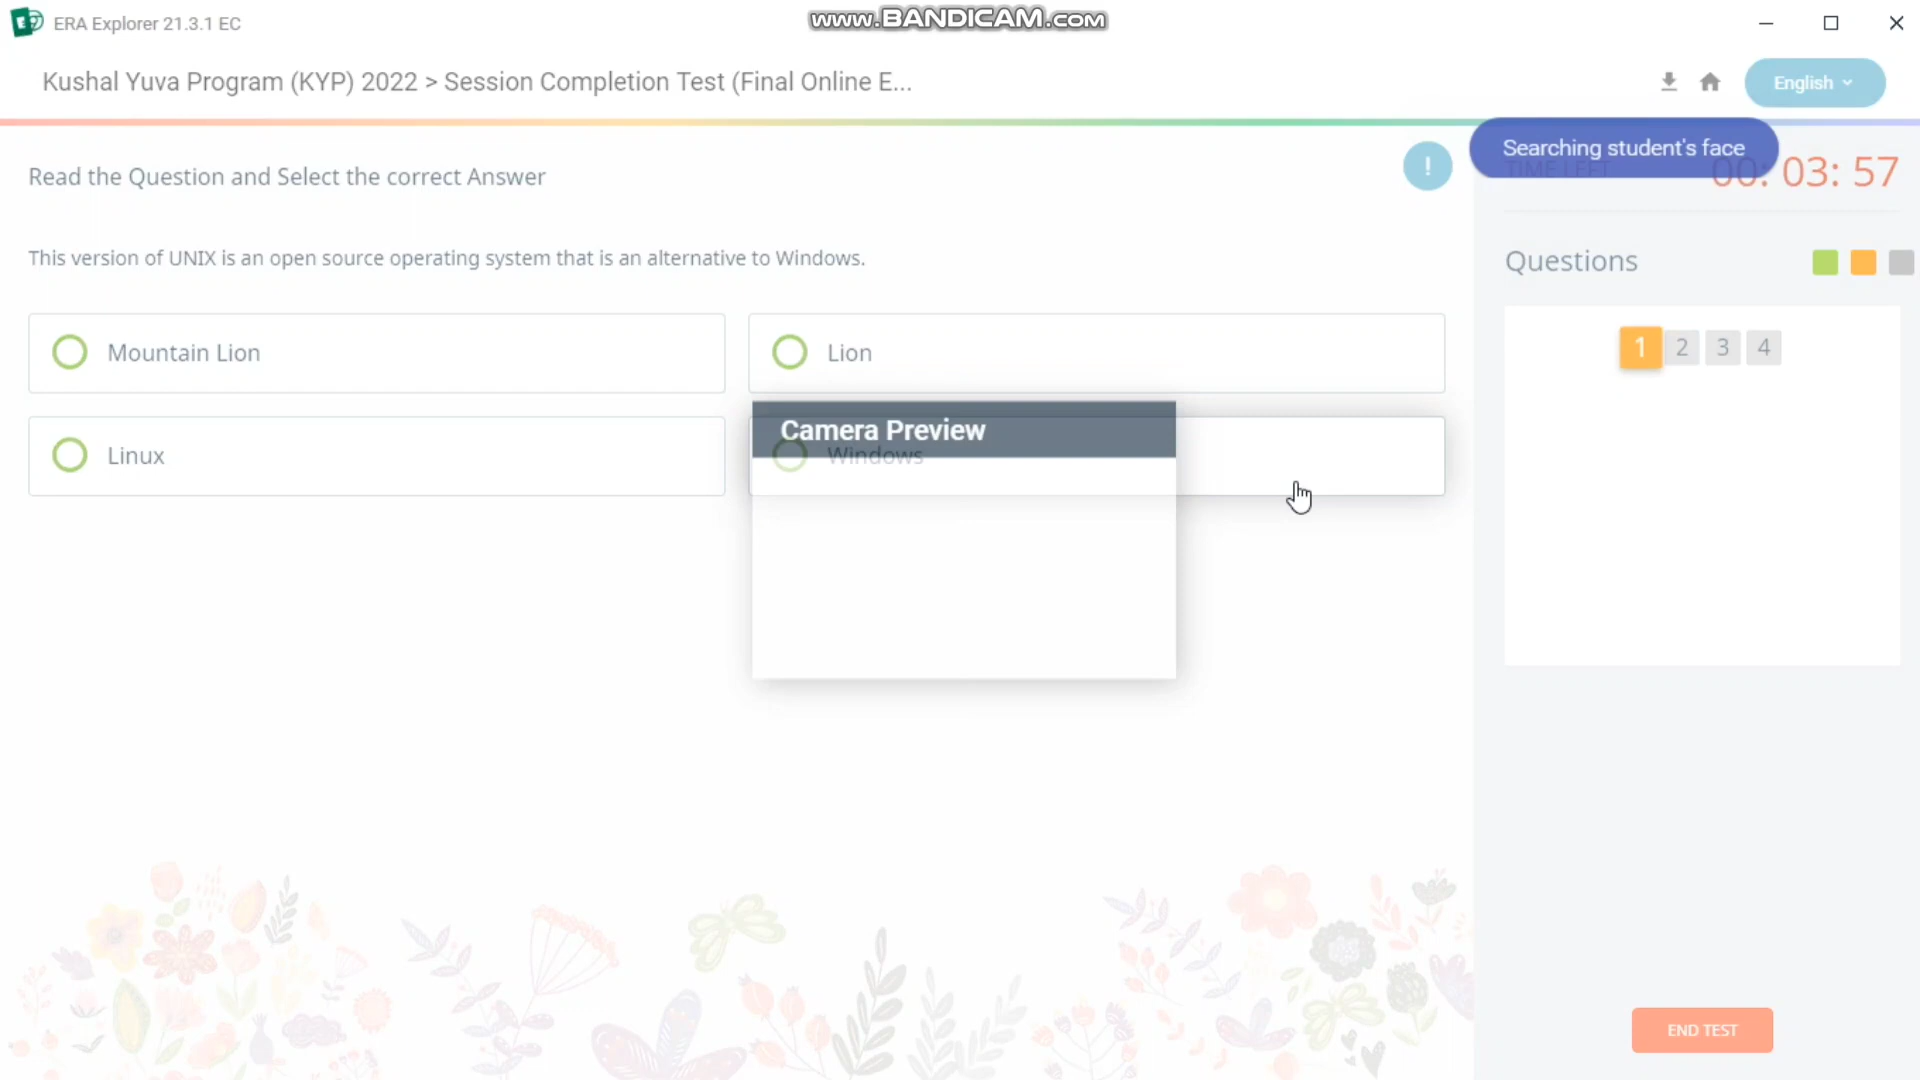 ERA Explorer 21.3.1 EC
www.BANDICAM.com
Kushal Yuva Program (KYP) 2022 > Session Completion Test (Final Online E...
English
Searching student's face
TIME LEFT
00: 03: 57
Read the Question and Select the correct Answer
!
This version of UNIX is an open source operating system that is an alternative to Windows.
Questions
Mountain Lion
Lion
1 2 3 4
Camera Preview
Linux
Windows
END TEST